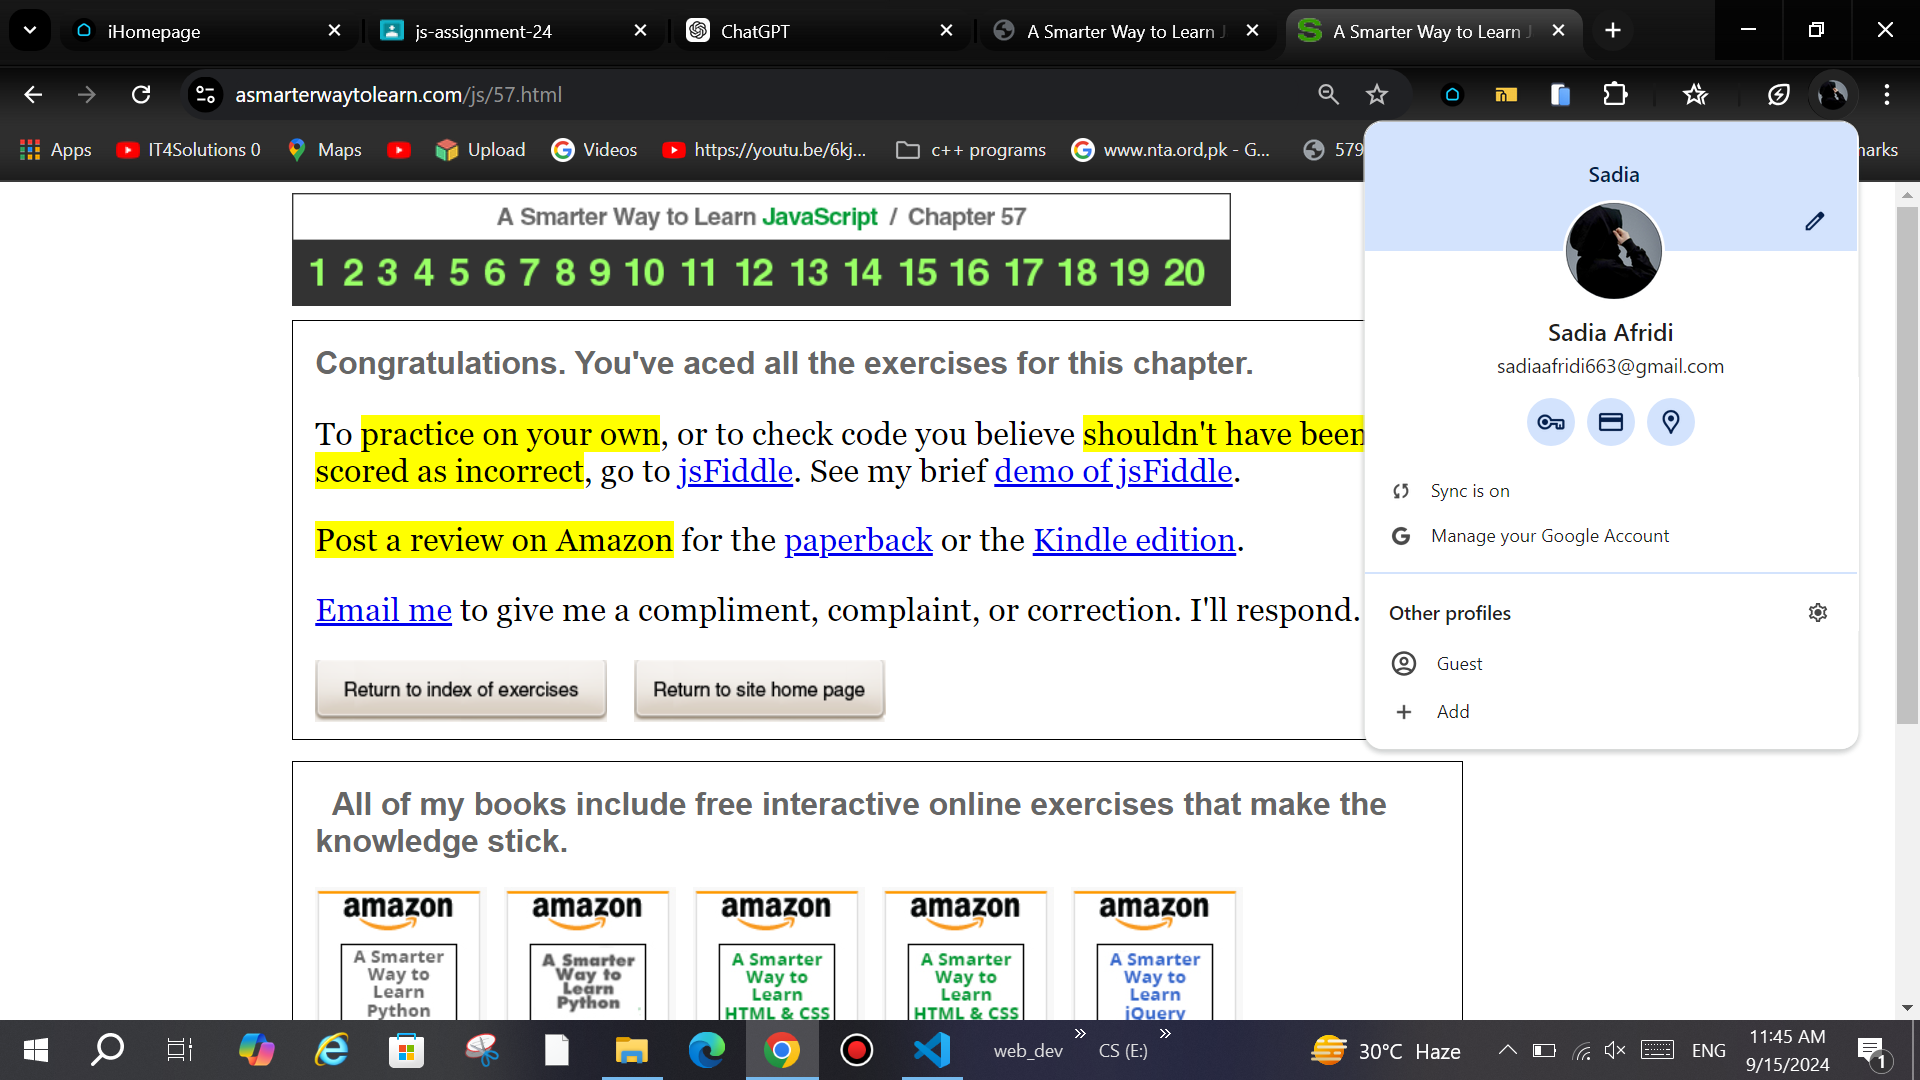 iHomepage
js-assignment-24
ChatGPT
A Smarter Way to Learn J
A Smarter Way to Learn J
asmarterwaytolearn.com/js/57.html
Apps
IT4Solutions 0
Maps
Upload
Videos
https://youtu.be/6kj...
c++ programs
www.nta.ord,pk - G...
579
narks
A Smarter Way to Learn JavaScript / Chapter 57
1 2 3 4 5 6 7 8 9 10 11 12 13 14 15 16 17 18 19 20
Congratulations. You've aced all the exercises for this chapter.
To practice on your own, or to check code you believe shouldn't have been
scored as incorrect, go to jsFiddle. See my brief demo of jsFiddle.
Post a review on Amazon for the paperback or the Kindle edition.
Email me to give me a compliment, complaint, or correction. I'll respond.
Return to index of exercises
Return to site home page
Sadia
Sadia Afridi
sadiaafridi663@gmail.com
Sync is on
Manage your Google Account
Other profiles
Guest
Add
All of my books include free interactive online exercises that make the
knowledge stick.
amazon
A Smarter
Way to
Learn
Python
amazon
A Smarter
Way to
Learn
Python
amazon
A Smarter
Way to
Learn
HTML & CSS
amazon
A Smarter
Way to
Learn
HTML & CSS
amazon
A Smarter
Way to
Learn
jQuery
web_dev
CS (E:)
30°C Haze
ENG
11:45 AM
9/15/2024
1